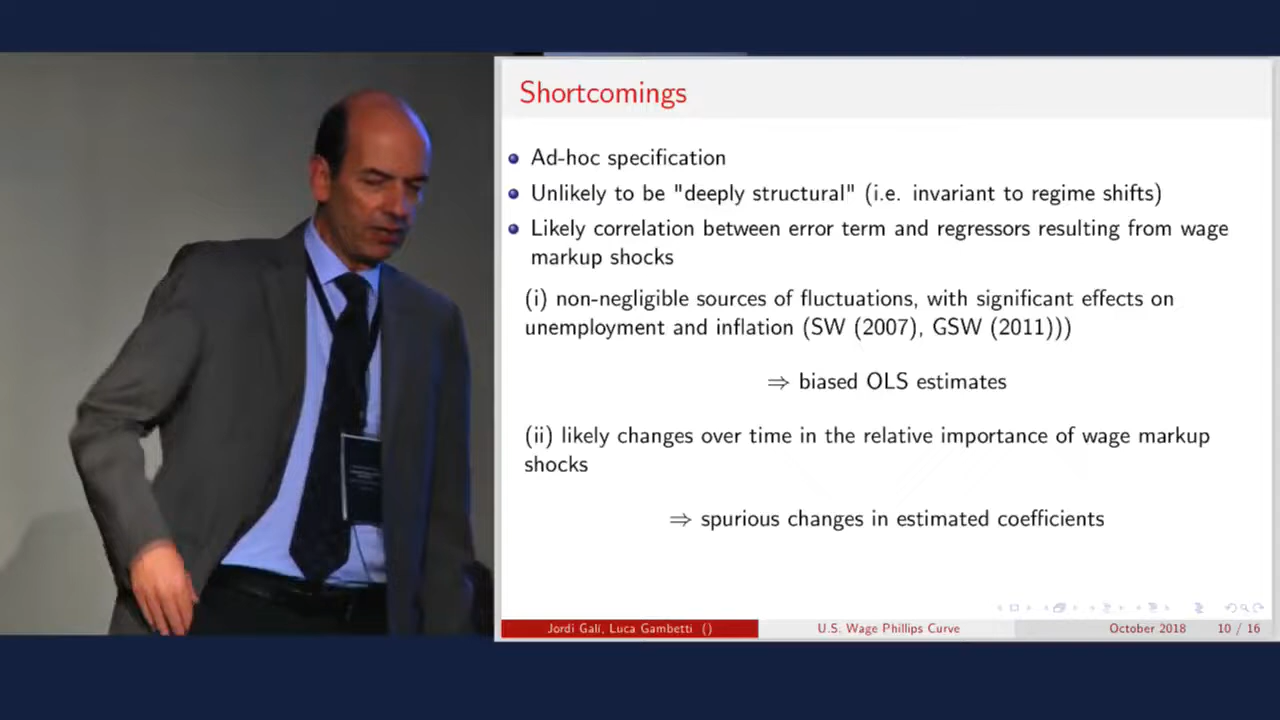 Shortcomings
Ad-hoc specification
Unlikely to be "deeply structural" (i.e. invariant to regime shifts)
Likely correlation between error term and regressors resulting from wage
markup shocks
(i) non-negligible sources of fluctuations, with significant effects on
unemployment and inflation (SW (2007), GSW (2011)))
⇒ biased OLS estimates
(ii) likely changes over time in the relative importance of wage markup
shocks
⇒ spurious changes in estimated coefficients
Jordi Galí, Luca Gambetti ()
U.S. Wage Phillips Curve
October 2018
10 / 16